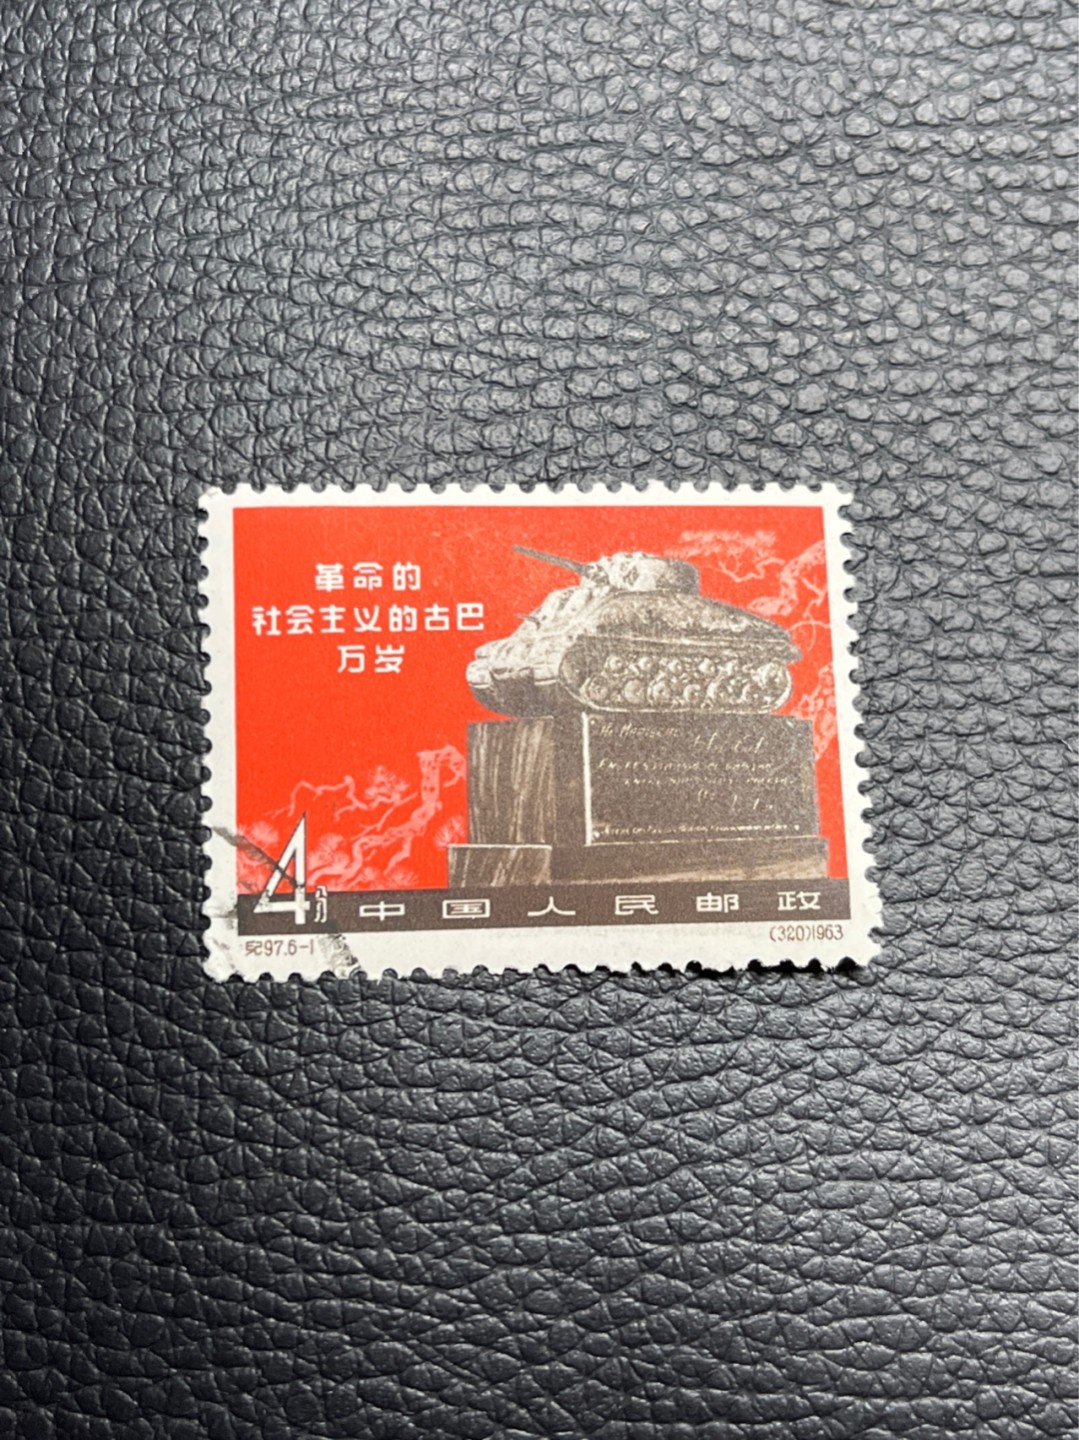 革命的
社会主义的古巴
万岁
4分
中国人民邮政
纪97.6-1
(320)1963